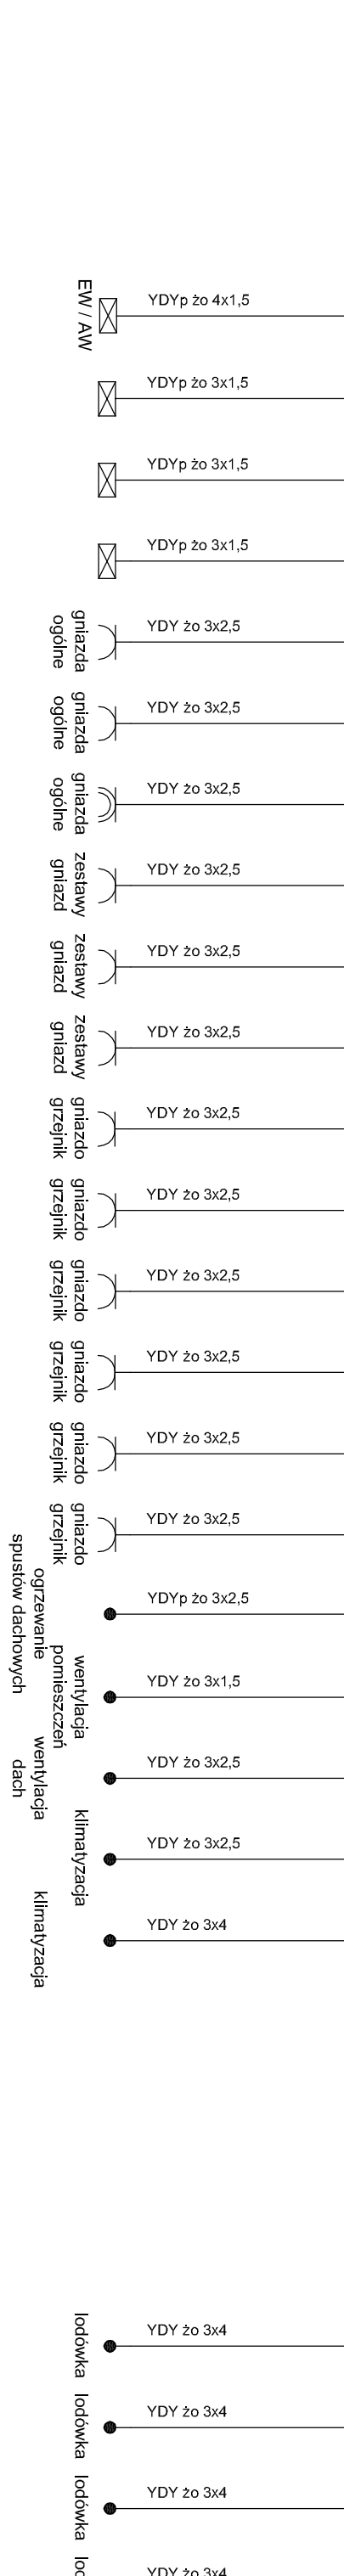 EW / AW
YDYp żo 4x1,5
YDYp żo 3x1,5
YDYp żo 3x1,5
YDYp żo 3x1,5
gniazda
ogólne
YDY żo 3x2,5
gniazda
ogólne
YDY żo 3x2,5
gniazda
ogólne
YDY żo 3x2,5
zestawy
gniazd
YDY żo 3x2,5
zestawy
gniazd
YDY żo 3x2,5
zestawy
gniazd
YDY żo 3x2,5
gniazdo
grzejnik
YDY żo 3x2,5
gniazdo
grzejnik
YDY żo 3x2,5
gniazdo
grzejnik
YDY żo 3x2,5
gniazdo
grzejnik
YDY żo 3x2,5
gniazdo
grzejnik
YDY żo 3x2,5
gniazdo
grzejnik
YDY żo 3x2,5
ogrzewanie
spustów dachowych
YDYp żo 3x2,5
wentylacja
pomieszczeń
YDY żo 3x1,5
wentylacja
dach
YDY żo 3x2,5
klimatyzacja
YDY żo 3x2,5
klimatyzacja
YDY żo 3x4
lodówka
YDY żo 3x4
lodówka
YDY żo 3x4
lodówka
YDY żo 3x4
YDY żo 3x4